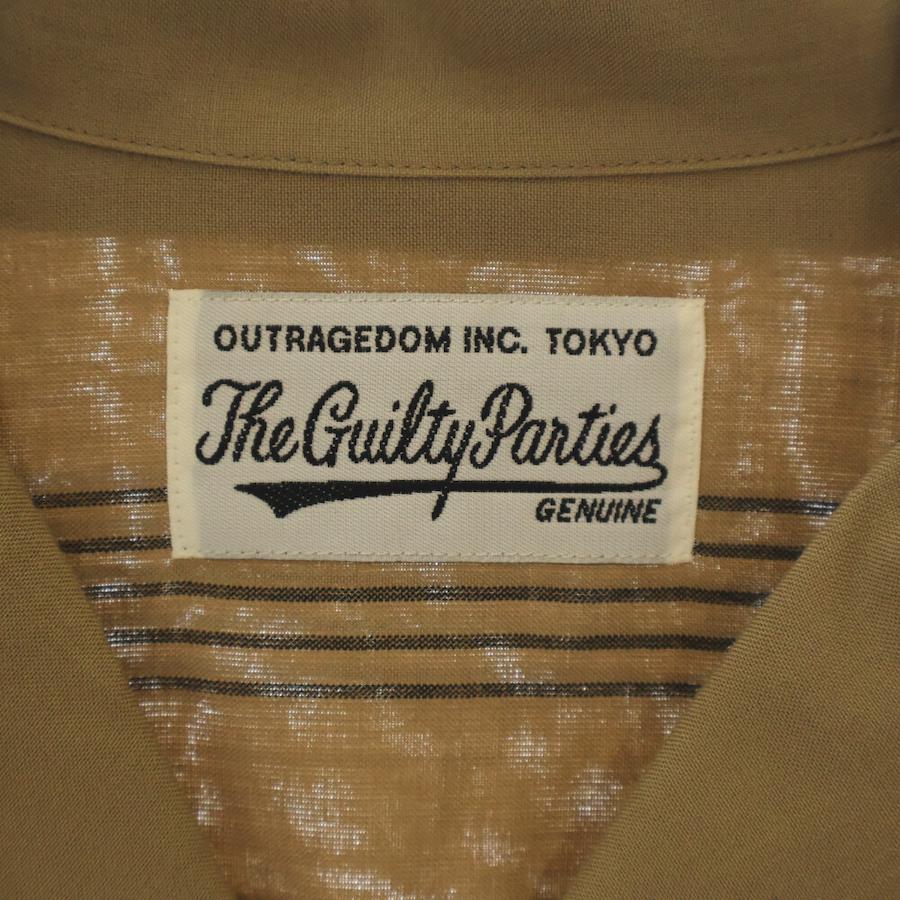 OUTRAGEDOM INC. TOKYO
The Guilty Parties
GENUINE